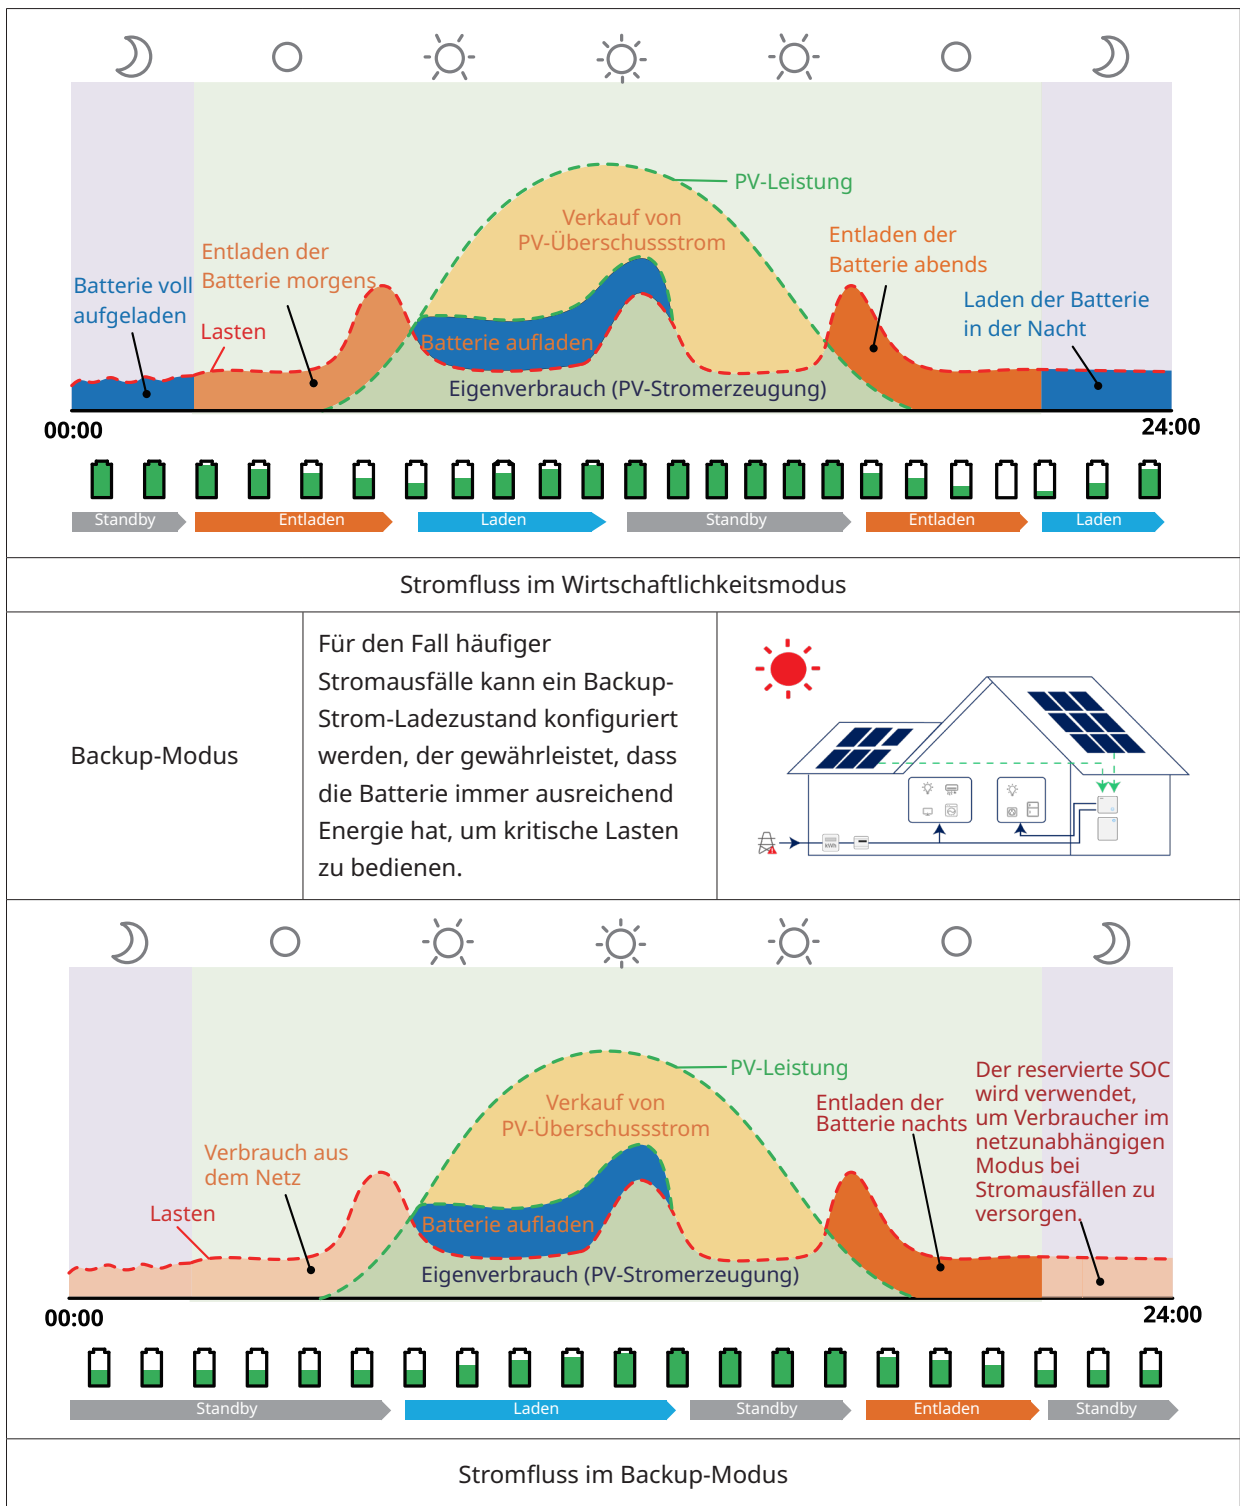 PV-Leistung
Verkauf von
PV-Überschussstrom
Entladen der
Batterie abends
Entladen der
Batterie morgens
Batterie voll
aufgeladen
Laden der Batterie
in der Nacht
Lasten
Batterie aufladen
Eigenverbrauch (PV-Stromerzeugung)
00:00
24:00
Standby
Entladen
Laden
Standby
Entladen
Laden
Stromfluss im Wirtschaftlichkeitsmodus
Backup-Modus
Für den Fall häufiger
Stromausfälle kann ein Backup-
Strom-Ladezustand konfiguriert
werden, der gewährleistet, dass
die Batterie immer ausreichend
Energie hat, um kritische Lasten
zu bedienen.
kWh
PV-Leistung
Verkauf von
PV-Überschussstrom
Entladen der
Batterie nachts
Der reservierte SOC
wird verwendet,
um Verbraucher im
netzunabhängigen
Modus bei
Stromausfällen zu
versorgen.
Verbrauch aus
dem Netz
Lasten
Batterie aufladen
Eigenverbrauch (PV-Stromerzeugung)
00:00
24:00
Standby
Laden
Standby
Entladen
Standby
Stromfluss im Backup-Modus